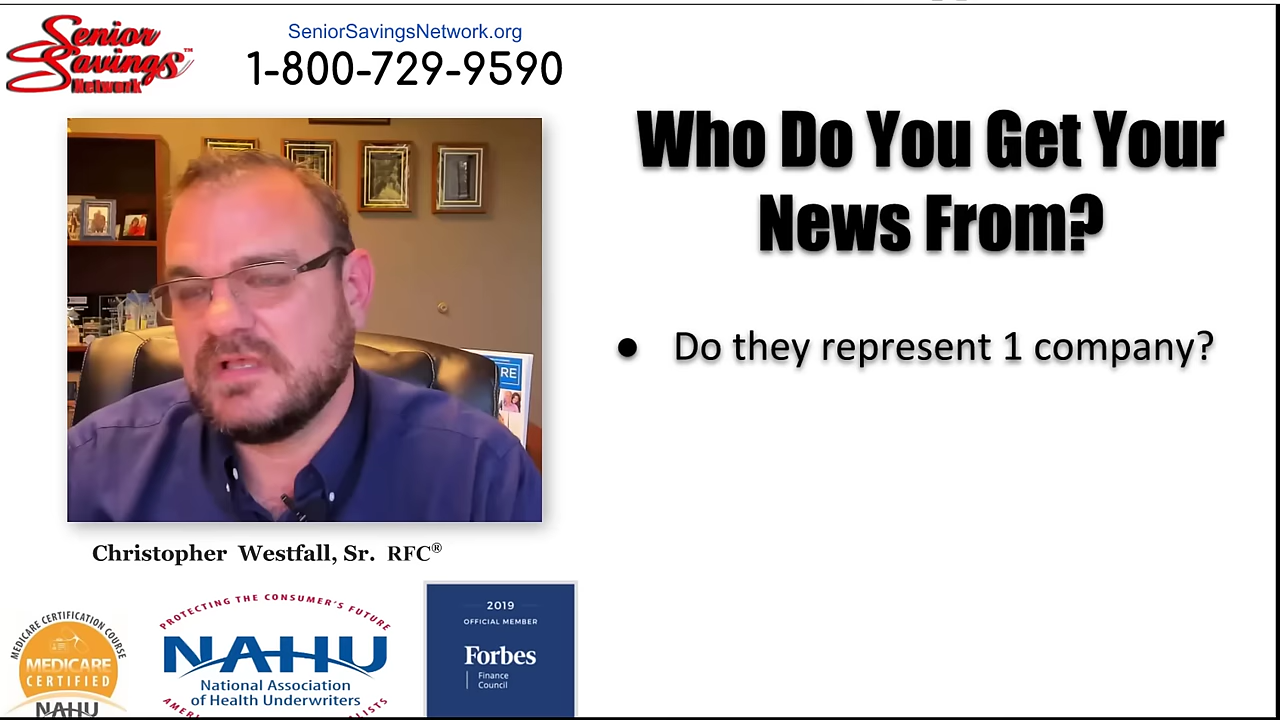 Senior
Savings™
Network
SeniorSavingsNetwork.org
1-800-729-9590
Who Do You Get Your
News From?
● Do they represent 1 company?
RE
Christopher Westfall, Sr. RFC®
MEDICARE CERTIFICATION COURSE
MEDICARE
CERTIFIED
NAHU
PROTECTING THE CONSUMER'S FUTURE
NAHU
National Association
of Health Underwriters
2019
OFFICIAL MEMBER
Forbes
Finance
Council